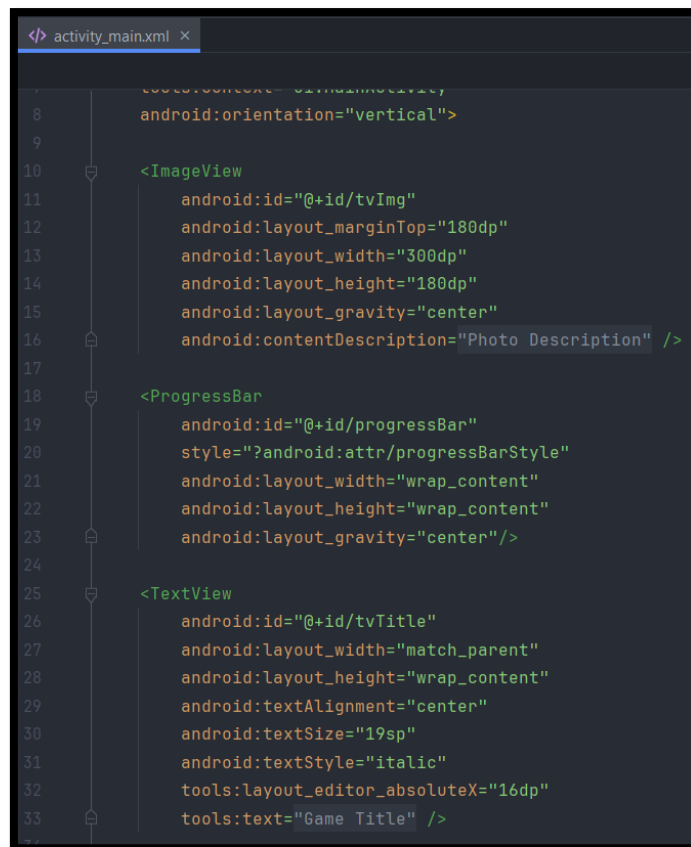 </> activity_main.xml ×
8 android:orientation="vertical">
9
10 <ImageView
11 android:id="@+id/tvImg"
12 android:layout_marginTop="180dp"
13 android:layout_width="300dp"
14 android:layout_height="180dp"
15 android:layout_gravity="center"
16 android:contentDescription="Photo Description" />
17
18 <ProgressBar
19 android:id="@+id/progressBar"
20 style="?android:attr/progressBarStyle"
21 android:layout_width="wrap_content"
22 android:layout_height="wrap_content"
23 android:layout_gravity="center"/>
24
25 <TextView
26 android:id="@+id/tvTitle"
27 android:layout_width="match_parent"
28 android:layout_height="wrap_content"
29 android:textAlignment="center"
30 android:textSize="19sp"
31 android:textStyle="italic"
32 tools:layout_editor_absoluteX="16dp"
33 tools:text="Game Title" />